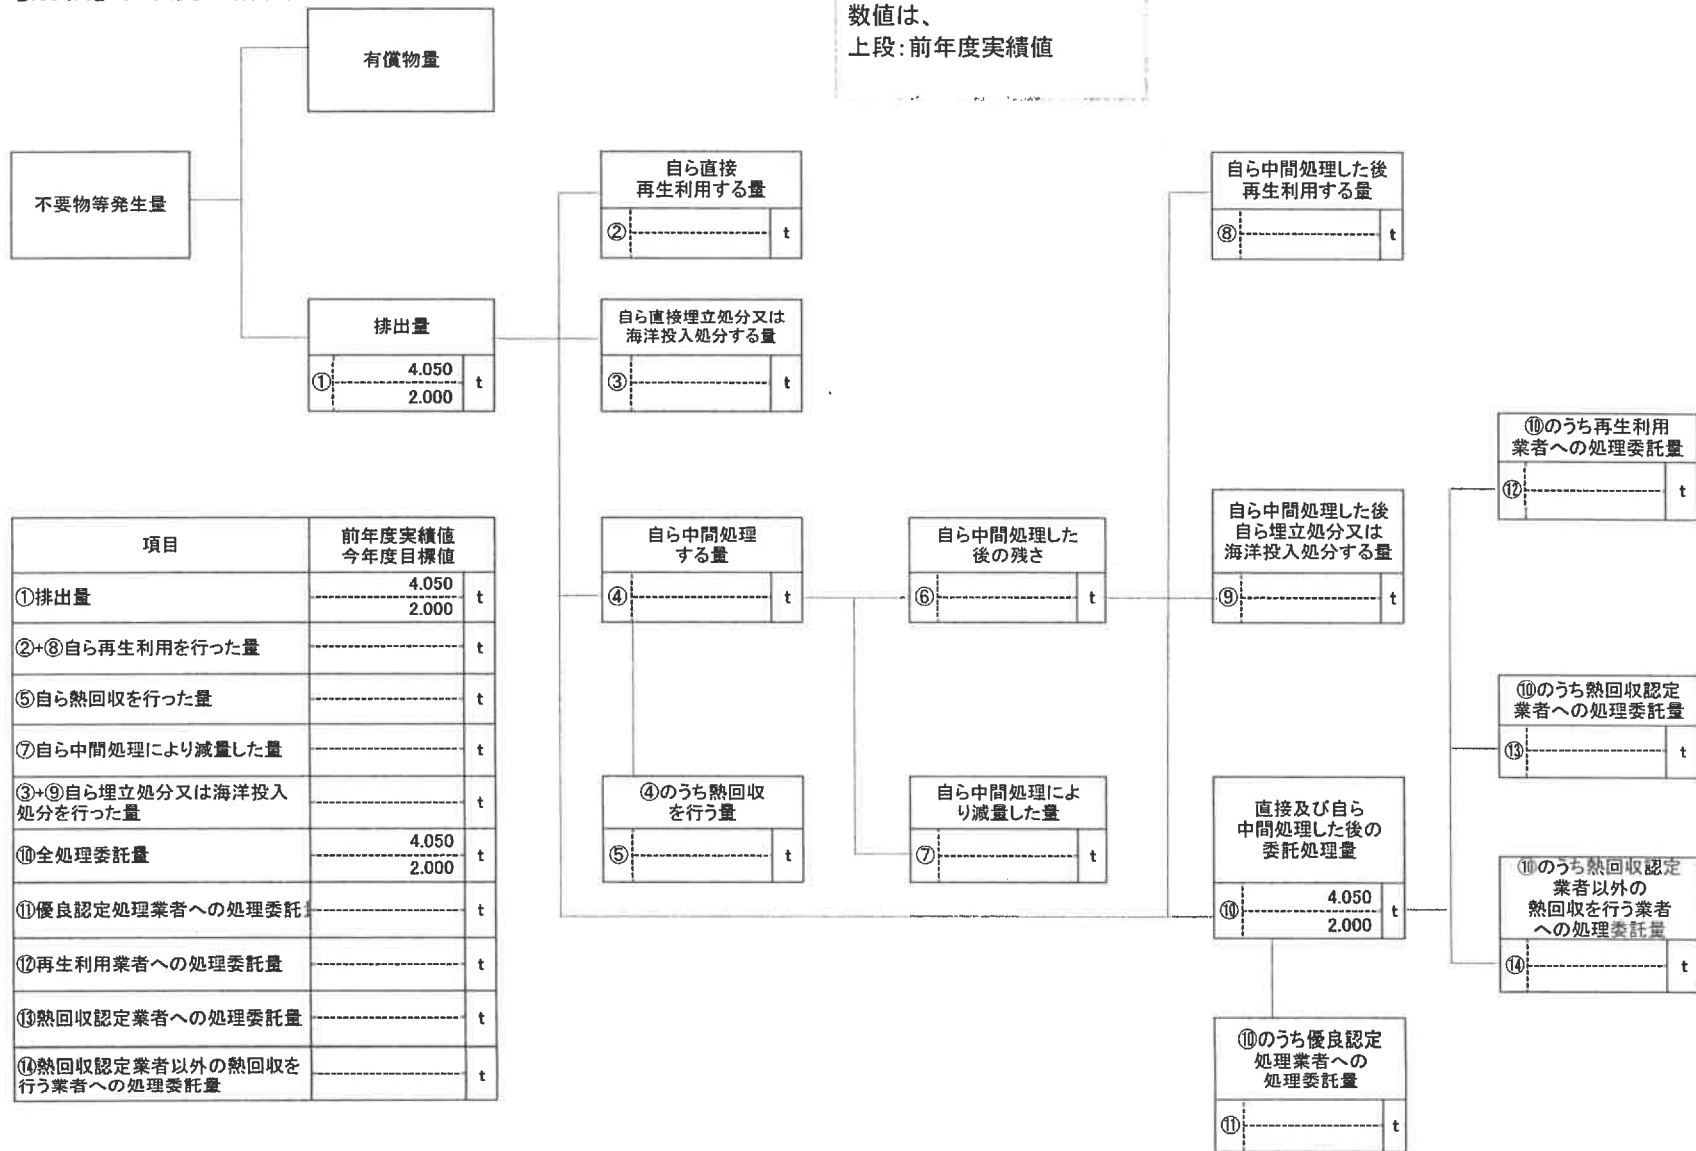 数値は、
上段:前年度実績値
有償物量
不要物等発生量
排出量
① 4.050 t
2.000
自ら直接
再生利用する量
② t
自ら直接埋立処分又は
海洋投入処分する量
③ t
自ら中間処理した後
再生利用する量
⑧ t
⑩のうち再生利用
業者への処理委託量
⑫ t
自ら中間処理
する量
④ t
自ら中間処理した
後の残さ
⑥ t
自ら中間処理した後
自ら埋立処分又は
海洋投入処分する量
⑨ t
⑩のうち熱回収認定
業者への処理委託量
⑬ t
④のうち熱回収
を行う量
⑤ t
自ら中間処理によ
り減量した量
⑦ t
直接及び自ら
中間処理した後の
委託処理量
⑩ 4.050 t
2.000
⑩のうち熱回収認定
業者以外の
熱回収を行う業者
への処理委託量
⑭ t
⑩のうち優良認定
処理業者への
処理委託量
⑪ t
項目 前年度実績値
今年度目標値
①排出量 4.050 t
2.000
②+⑧自ら再生利用を行った量 t
⑤自ら熱回収を行った量 t
⑦自ら中間処理により減量した量 t
③+⑨自ら埋立処分又は海洋投入
処分を行った量 t
⑩全処理委託量 4.050 t
2.000
⑪優良認定処理業者への処理委託 t
⑫再生利用業者への処理委託量 t
⑬熱回収認定業者への処理委託量 t
⑭熱回収認定業者以外の熱回収を
行う業者への処理委託量 t